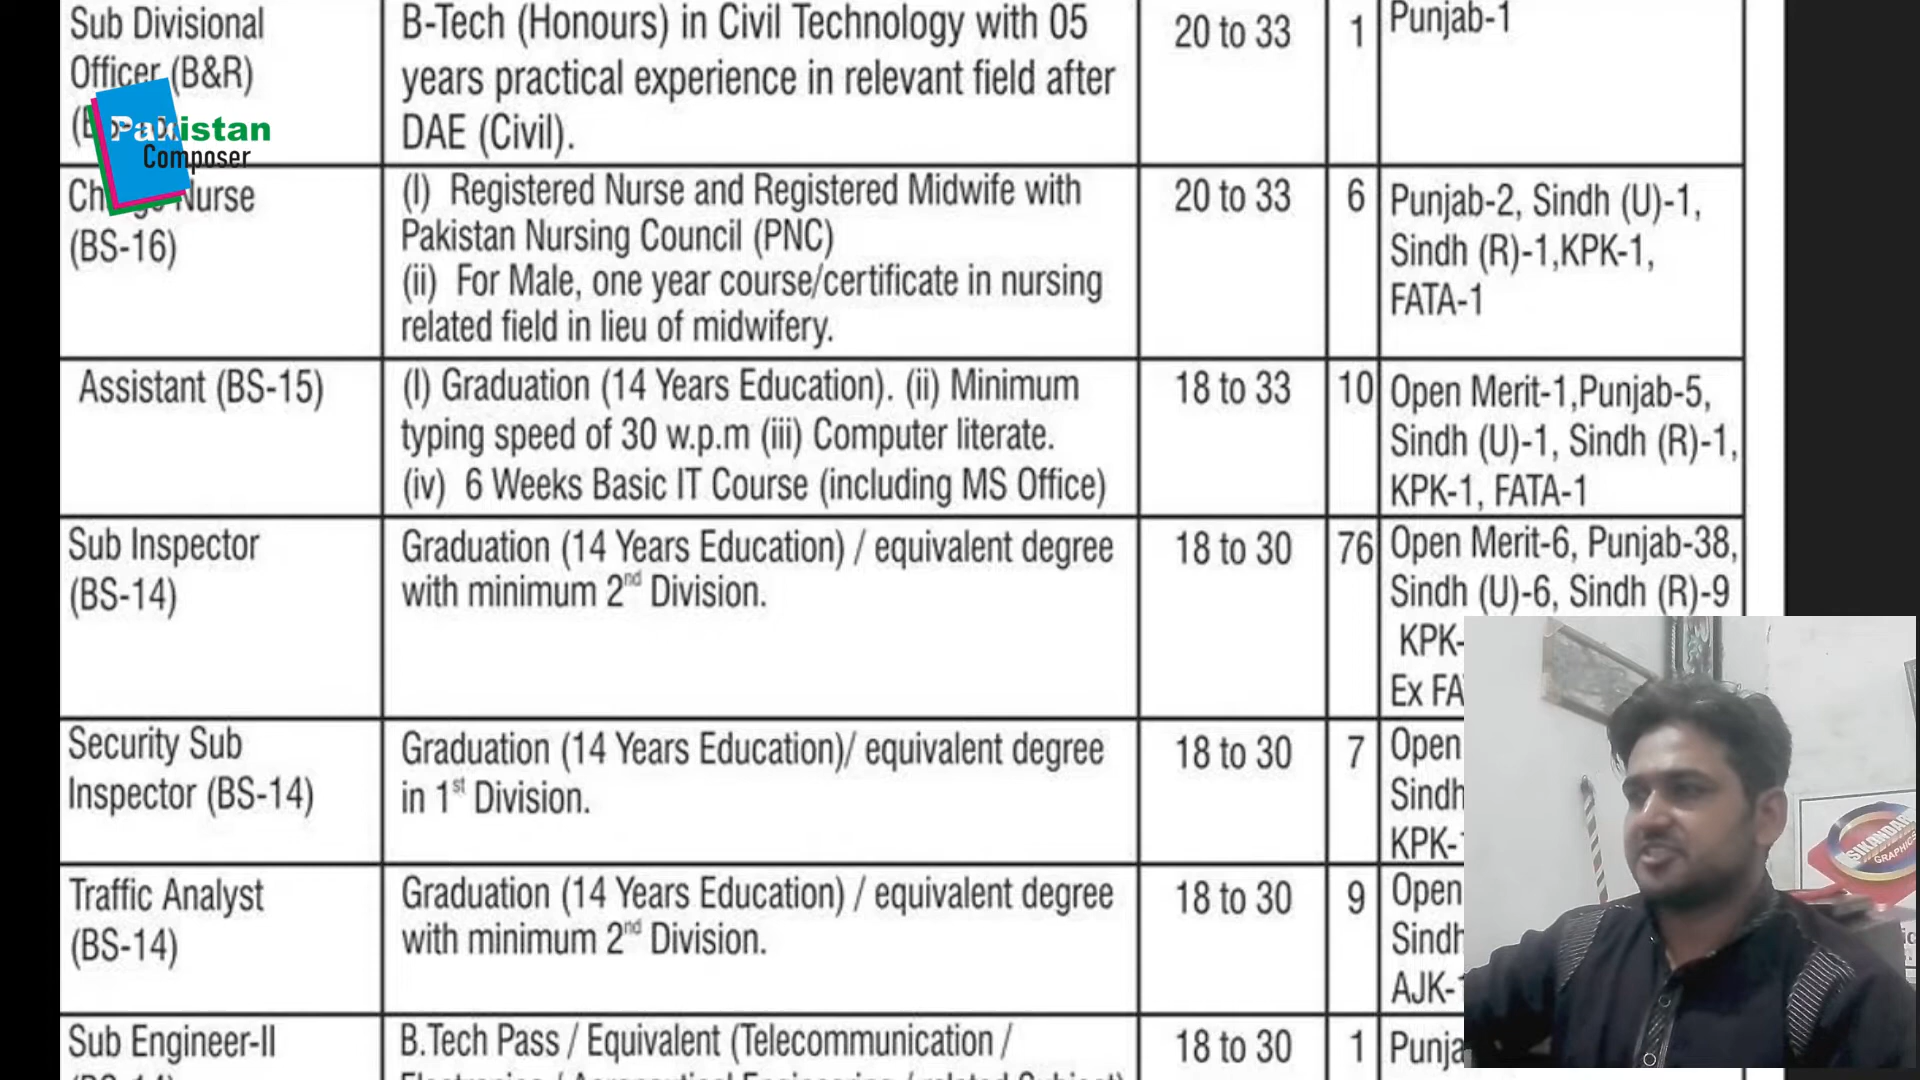 Sub Divisional
Officer (B&R)
B-Tech (Honours) in Civil Technology with 05
years practical experience in relevant field after
DAE (Civil).
20 to 33
1
Punjab-1
Pakistan
Composer
Nurse
(BS-16)
(I) Registered Nurse and Registered Midwife with
Pakistan Nursing Council (PNC)
(ii) For Male, one year course/certificate in nursing
related field in lieu of midwifery.
20 to 33
6
Punjab-2, Sindh (U)-1,
Sindh (R)-1,KPK-1,
FATA-1
Assistant (BS-15)
(I) Graduation (14 Years Education). (ii) Minimum
typing speed of 30 w.p.m (iii) Computer literate.
(iv) 6 Weeks Basic IT Course (including MS Office)
18 to 33
10
Open Merit-1,Punjab-5,
Sindh (U)-1, Sindh (R)-1,
KPK-1, FATA-1
Sub Inspector
(BS-14)
Graduation (14 Years Education) / equivalent degree
with minimum 2nd Division.
18 to 30
76
Open Merit-6, Punjab-38,
Sindh (U)-6, Sindh (R)-9
KPK-
Ex FA
Security Sub
Inspector (BS-14)
Graduation (14 Years Education)/ equivalent degree
in 1st Division.
18 to 30
7
Open
Sindh
KPK-
Traffic Analyst
(BS-14)
Graduation (14 Years Education) / equivalent degree
with minimum 2nd Division.
18 to 30
9
Open
Sindh
AJK-
Sub Engineer-II
B.Tech Pass / Equivalent (Telecommunication /
18 to 30
1
Punja
SIKANDAR
GRAPHICS